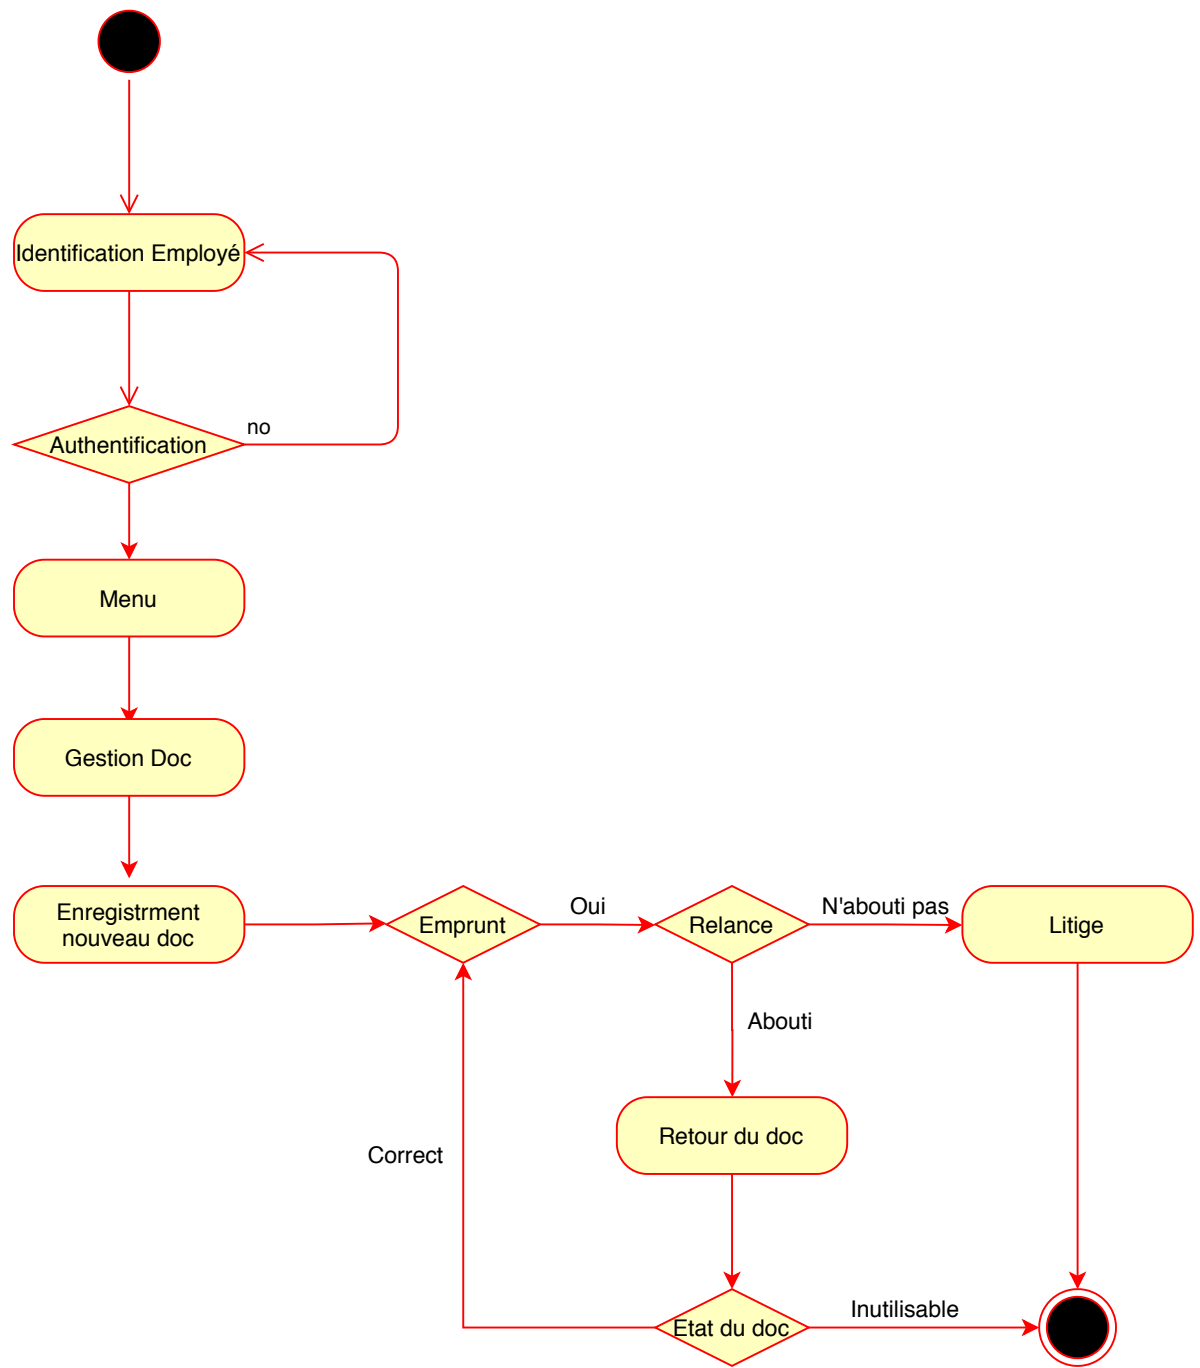 Identification Employé
no
Authentification
Menu
Gestion Doc
Enregistrment
nouveau doc
Emprunt
Oui
Relance
N'abouti pas
Litige
Abouti
Retour du doc
Correct
Etat du doc
Inutilisable